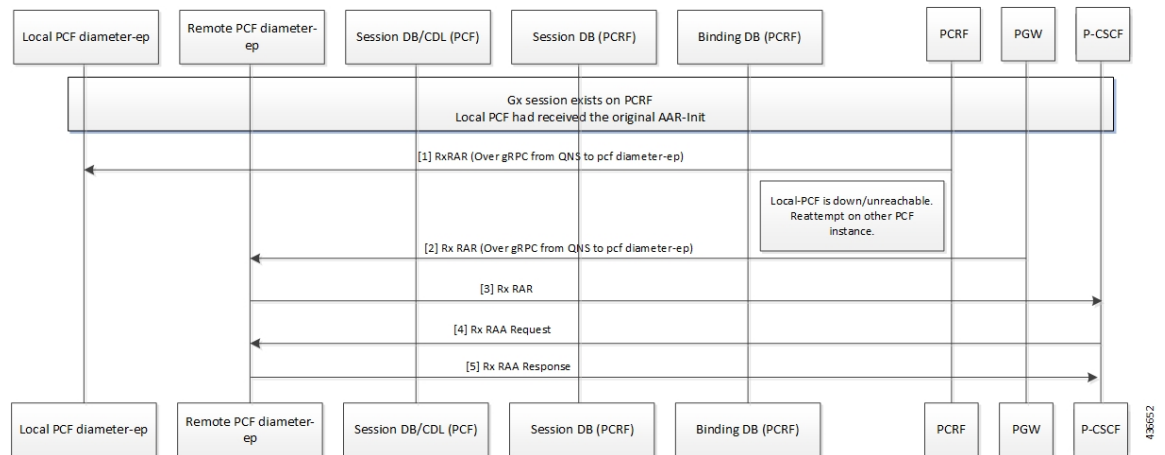 Local PCF diameter-ep
Remote PCF diameter-
ep
Session DB/CDL (PCF)
Session DB (PCRF)
Binding DB (PCRF)
PCRF
PGW
P-CSCF
Gx session exists on PCRF
Local PCF had received the original AAR-Init
[1] RxRAR (Over gRPC from QNS to pcf diameter-ep)
Local-PCF is down/unreachable.
Reattempt on other PCF
instance.
[2] Rx RAR (Over gRPC from QNS to pcf diameter-ep)
[3] Rx RAR
[4] Rx RAA Request
[5] Rx RAA Response
Local PCF diameter-ep
Remote PCF diameter-
ep
Session DB/CDL (PCF)
Session DB (PCRF)
Binding DB (PCRF)
PCRF
PGW
P-CSCF
436652